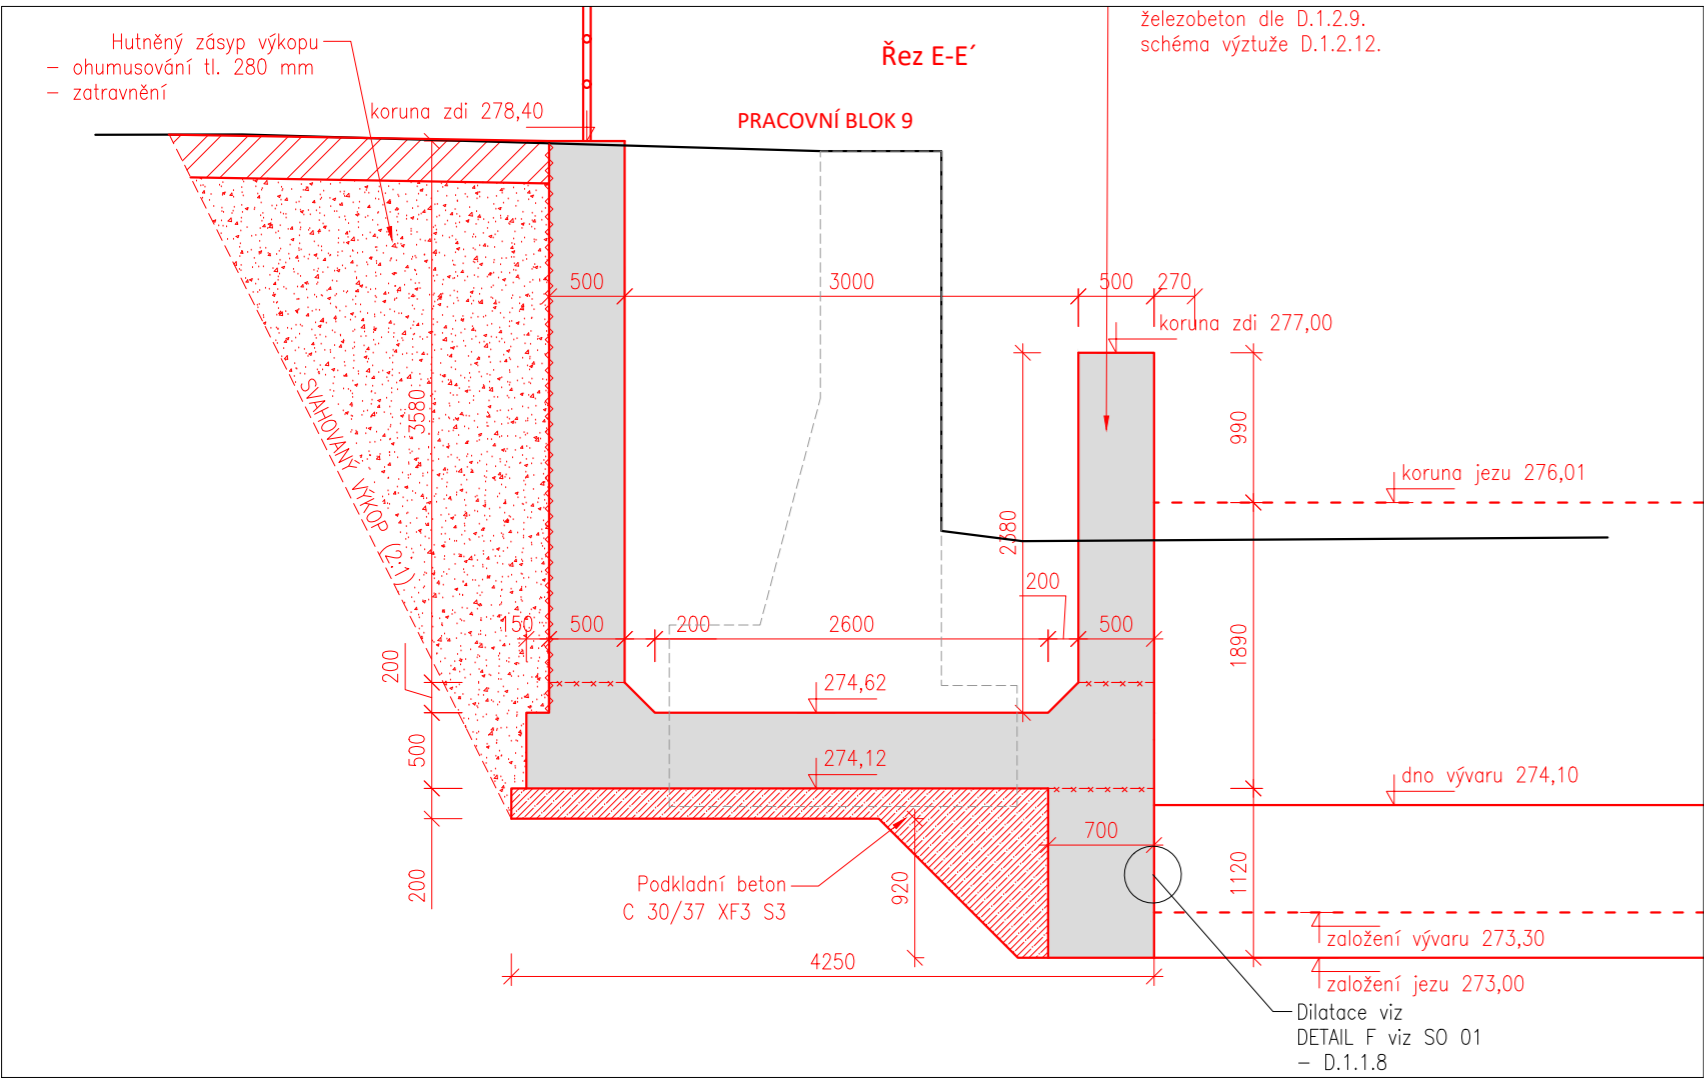 Hutněný zásyp výkopu
– ohumusování tl. 280 mm
– zatravnění
koruna zdi 278,40
Řez E-E´
PRACOVNÍ BLOK 9
železobeton dle D.1.2.9.
schéma výztuže D.1.2.12.
500
3000
500
270
koruna zdi 277,00
SVAHOVANÝ VÝKOP (2:1)
3580
990
koruna jezu 276,01
2380
200
150
500
200
2600
500
1890
200
274,62
500
274,12
dno vývaru 274,10
700
200
Podkladní beton
C 30/37 XF3 S3
920
1120
založení vývaru 273,30
4250
založení jezu 273,00
Dilatace viz
DETAIL F viz SO 01
– D.1.1.8